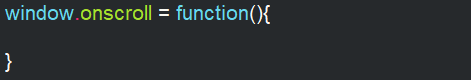 window.onscroll = function(){
}